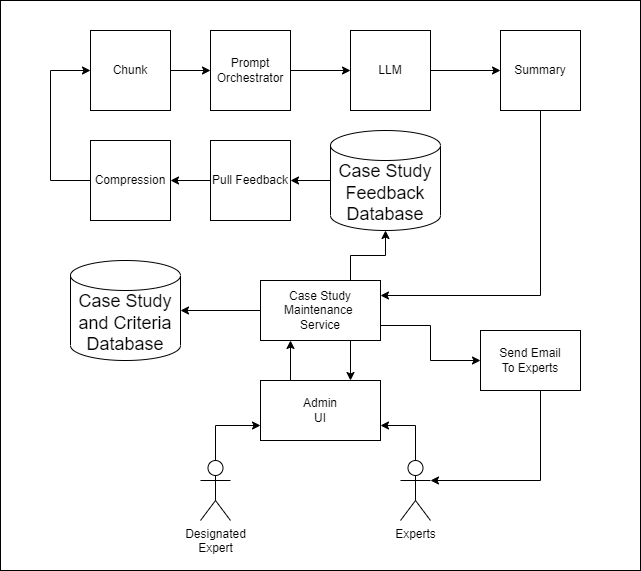 Chunk
Prompt
Orchestrator
LLM
Summary
Compression
Pull Feedback
Case Study
Feedback
Database
Case Study
and Criteria
Database
Case Study
Maintenance
Service
Send Email
To Experts
Admin
UI
Designated
Expert
Experts